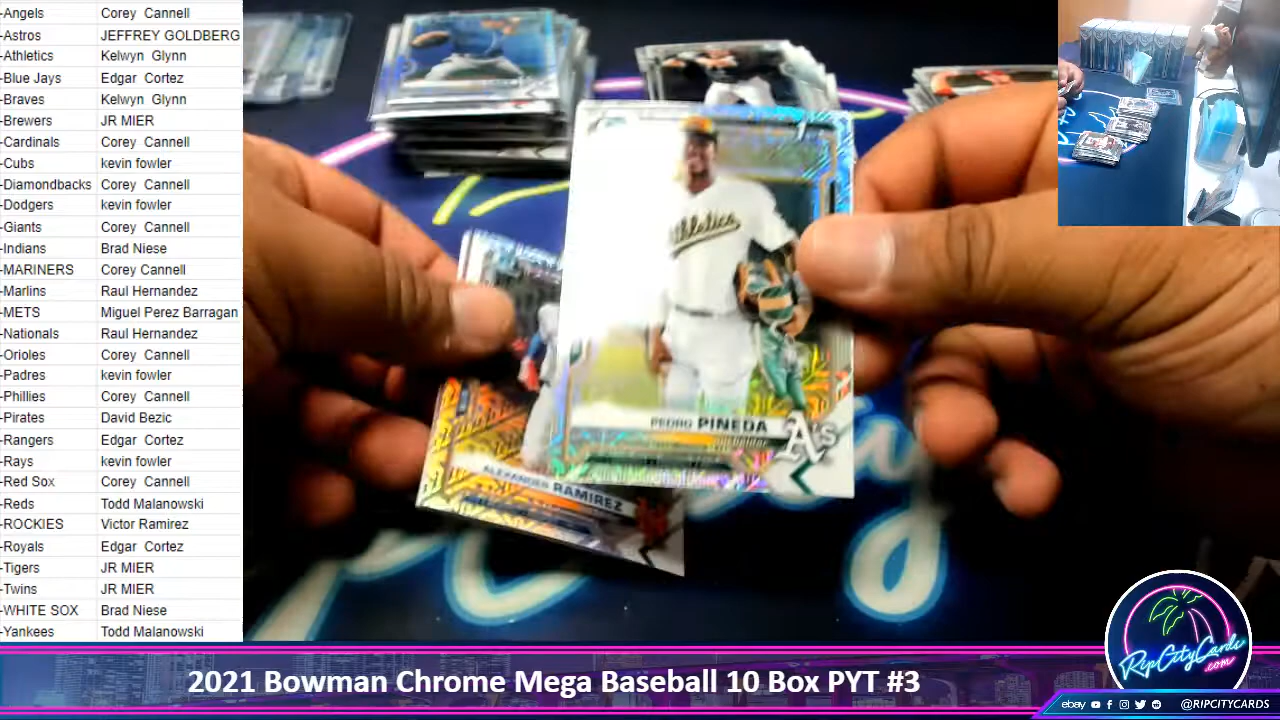 -Angels Corey Cannell
-Astros JEFFREY GOLDBERG
-Athletics Kelwyn Glynn
-Blue Jays Edgar Cortez
-Braves Kelwyn Glynn
-Brewers JR MIER
-Cardinals Corey Cannell
-Cubs kevin fowler
-Diamondbacks Corey Cannell
-Dodgers kevin fowler
-Giants Corey Cannell
-Indians Brad Niese
-MARINERS Corey Cannell
-Marlins Raul Hernandez
-METS Miguel Perez Barragan
-Nationals Raul Hernandez
-Orioles Corey Cannell
-Padres kevin fowler
-Phillies Corey Cannell
-Pirates David Bezic
-Rangers Edgar Cortez
-Rays kevin fowler
-Red Sox Corey Cannell
-Reds Todd Malanowski
-ROCKIES Victor Ramirez
-Royals Edgar Cortez
-Tigers JR MIER
-Twins JR MIER
-WHITE SOX Brad Niese
-Yankees Todd Malanowski
Athletics
PEDRO PINEDA
A's
ALEXANDER RAMIREZ
2021 Bowman Chrome Mega Baseball 10 Box PYT #3
RipCityCards
.com
ebay @RIPCITYCARDS